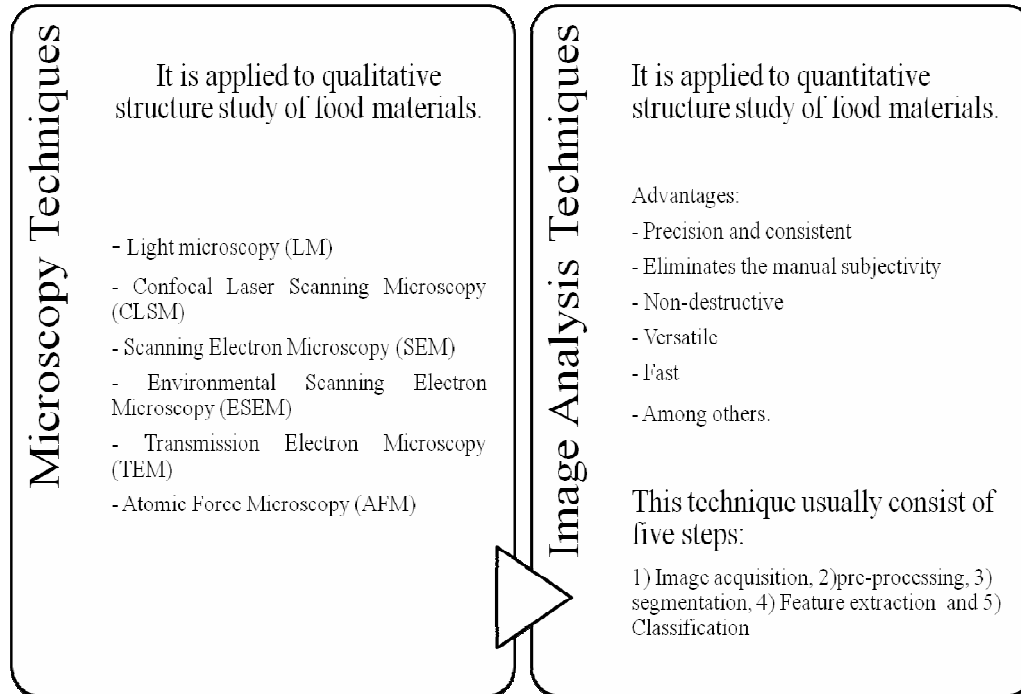 Microscopy Techniques
It is applied to qualitative
structure study of food materials.
- Light microscopy (LM)
- Confocal Laser Scanning Microscopy
(CLSM)
- Scanning Electron Microscopy (SEM)
- Environmental Scanning Electron
Microscopy (ESEM)
- Transmission Electron Microscopy
(TEM)
- Atomic Force Microscopy (AFM)
Image Analysis Techniques
It is applied to quantitative
structure study of food materials.
Advantages:
- Precision and consistent
- Eliminates the manual subjectivity
- Non-destructive
- Versatile
- Fast
- Among others.
This technique usually consist of
five steps:
1) Image acquisition, 2)pre-processing, 3)
segmentation, 4) Feature extraction and 5)
Classification